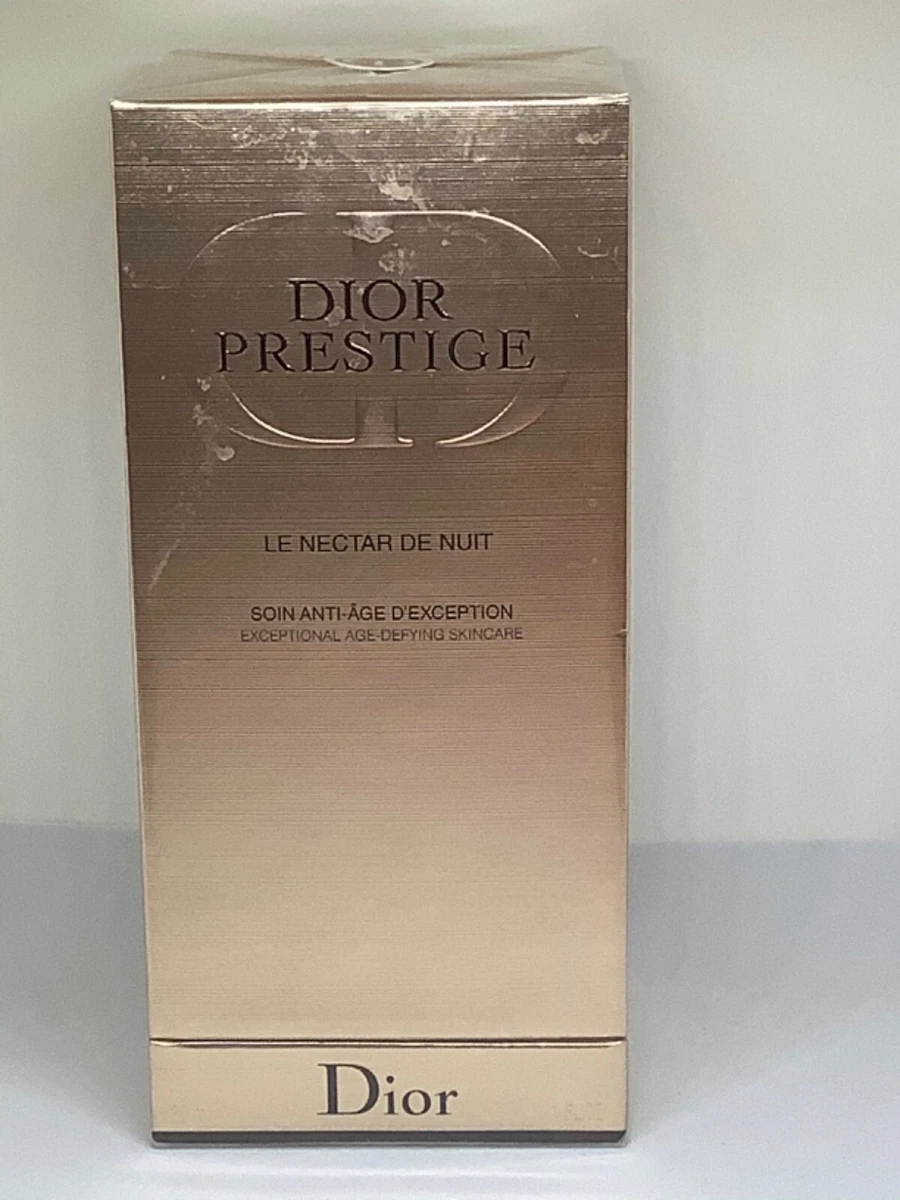 DIOR
PRESTIGE
LE NECTAR DE NUIT
SOIN ANTI-ÂGE D'EXCEPTION
EXCEPTIONAL AGE-DEFYING SKINCARE
Dior